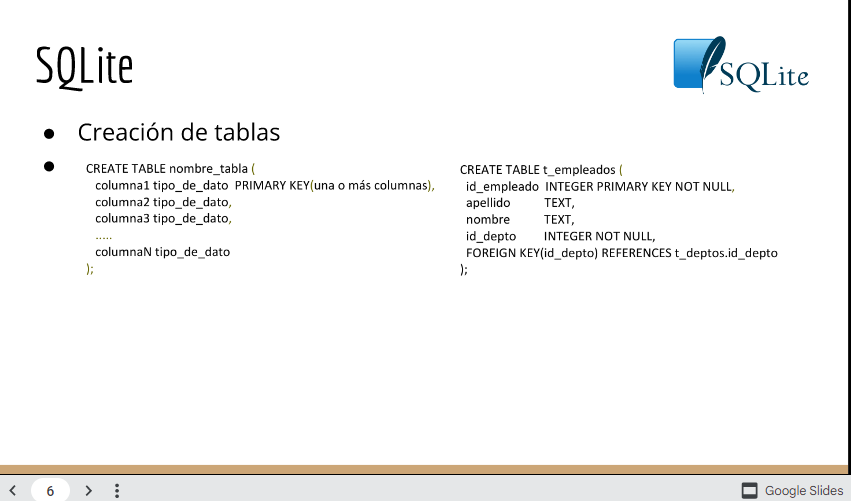 SQLite
SQLite
Creación de tablas
CREATE TABLE nombre_tabla (
columna1 tipo_de_dato PRIMARY KEY(una o más columnas),
columna2 tipo_de_dato,
columna3 tipo_de_dato,
.....
columnaN tipo_de_dato
);
CREATE TABLE t_empleados (
id_empleado INTEGER PRIMARY KEY NOT NULL,
apellido TEXT,
nombre TEXT,
id_depto INTEGER NOT NULL,
FOREIGN KEY(id_depto) REFERENCES t_deptos.id_depto
);
6
Google Slides